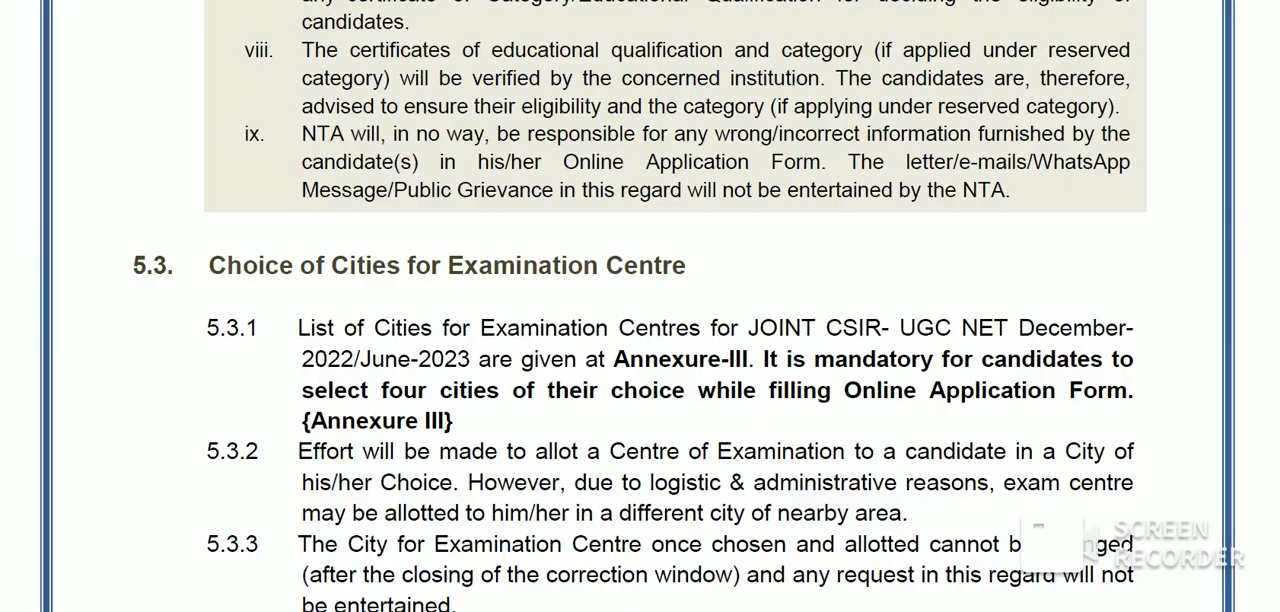 candidates.
viii. The certificates of educational qualification and category (if applied under reserved
category) will be verified by the concerned institution. The candidates are, therefore,
advised to ensure their eligibility and the category (if applying under reserved category).
ix. NTA will, in no way, be responsible for any wrong/incorrect information furnished by the
candidate(s) in his/her Online Application Form. The letter/e-mails/WhatsApp
Message/Public Grievance in this regard will not be entertained by the NTA.
5.3. Choice of Cities for Examination Centre
5.3.1 List of Cities for Examination Centres for JOINT CSIR- UGC NET December-
2022/June-2023 are given at Annexure-III. It is mandatory for candidates to
select four cities of their choice while filling Online Application Form.
{Annexure III}
5.3.2 Effort will be made to allot a Centre of Examination to a candidate in a City of
his/her Choice. However, due to logistic & administrative reasons, exam centre
may be allotted to him/her in a different city of nearby area.
5.3.3 The City for Examination Centre once chosen and allotted cannot
(after the closing of the correction window) and any request in this regard will not
be entertained.
SCREEN
RECORDER